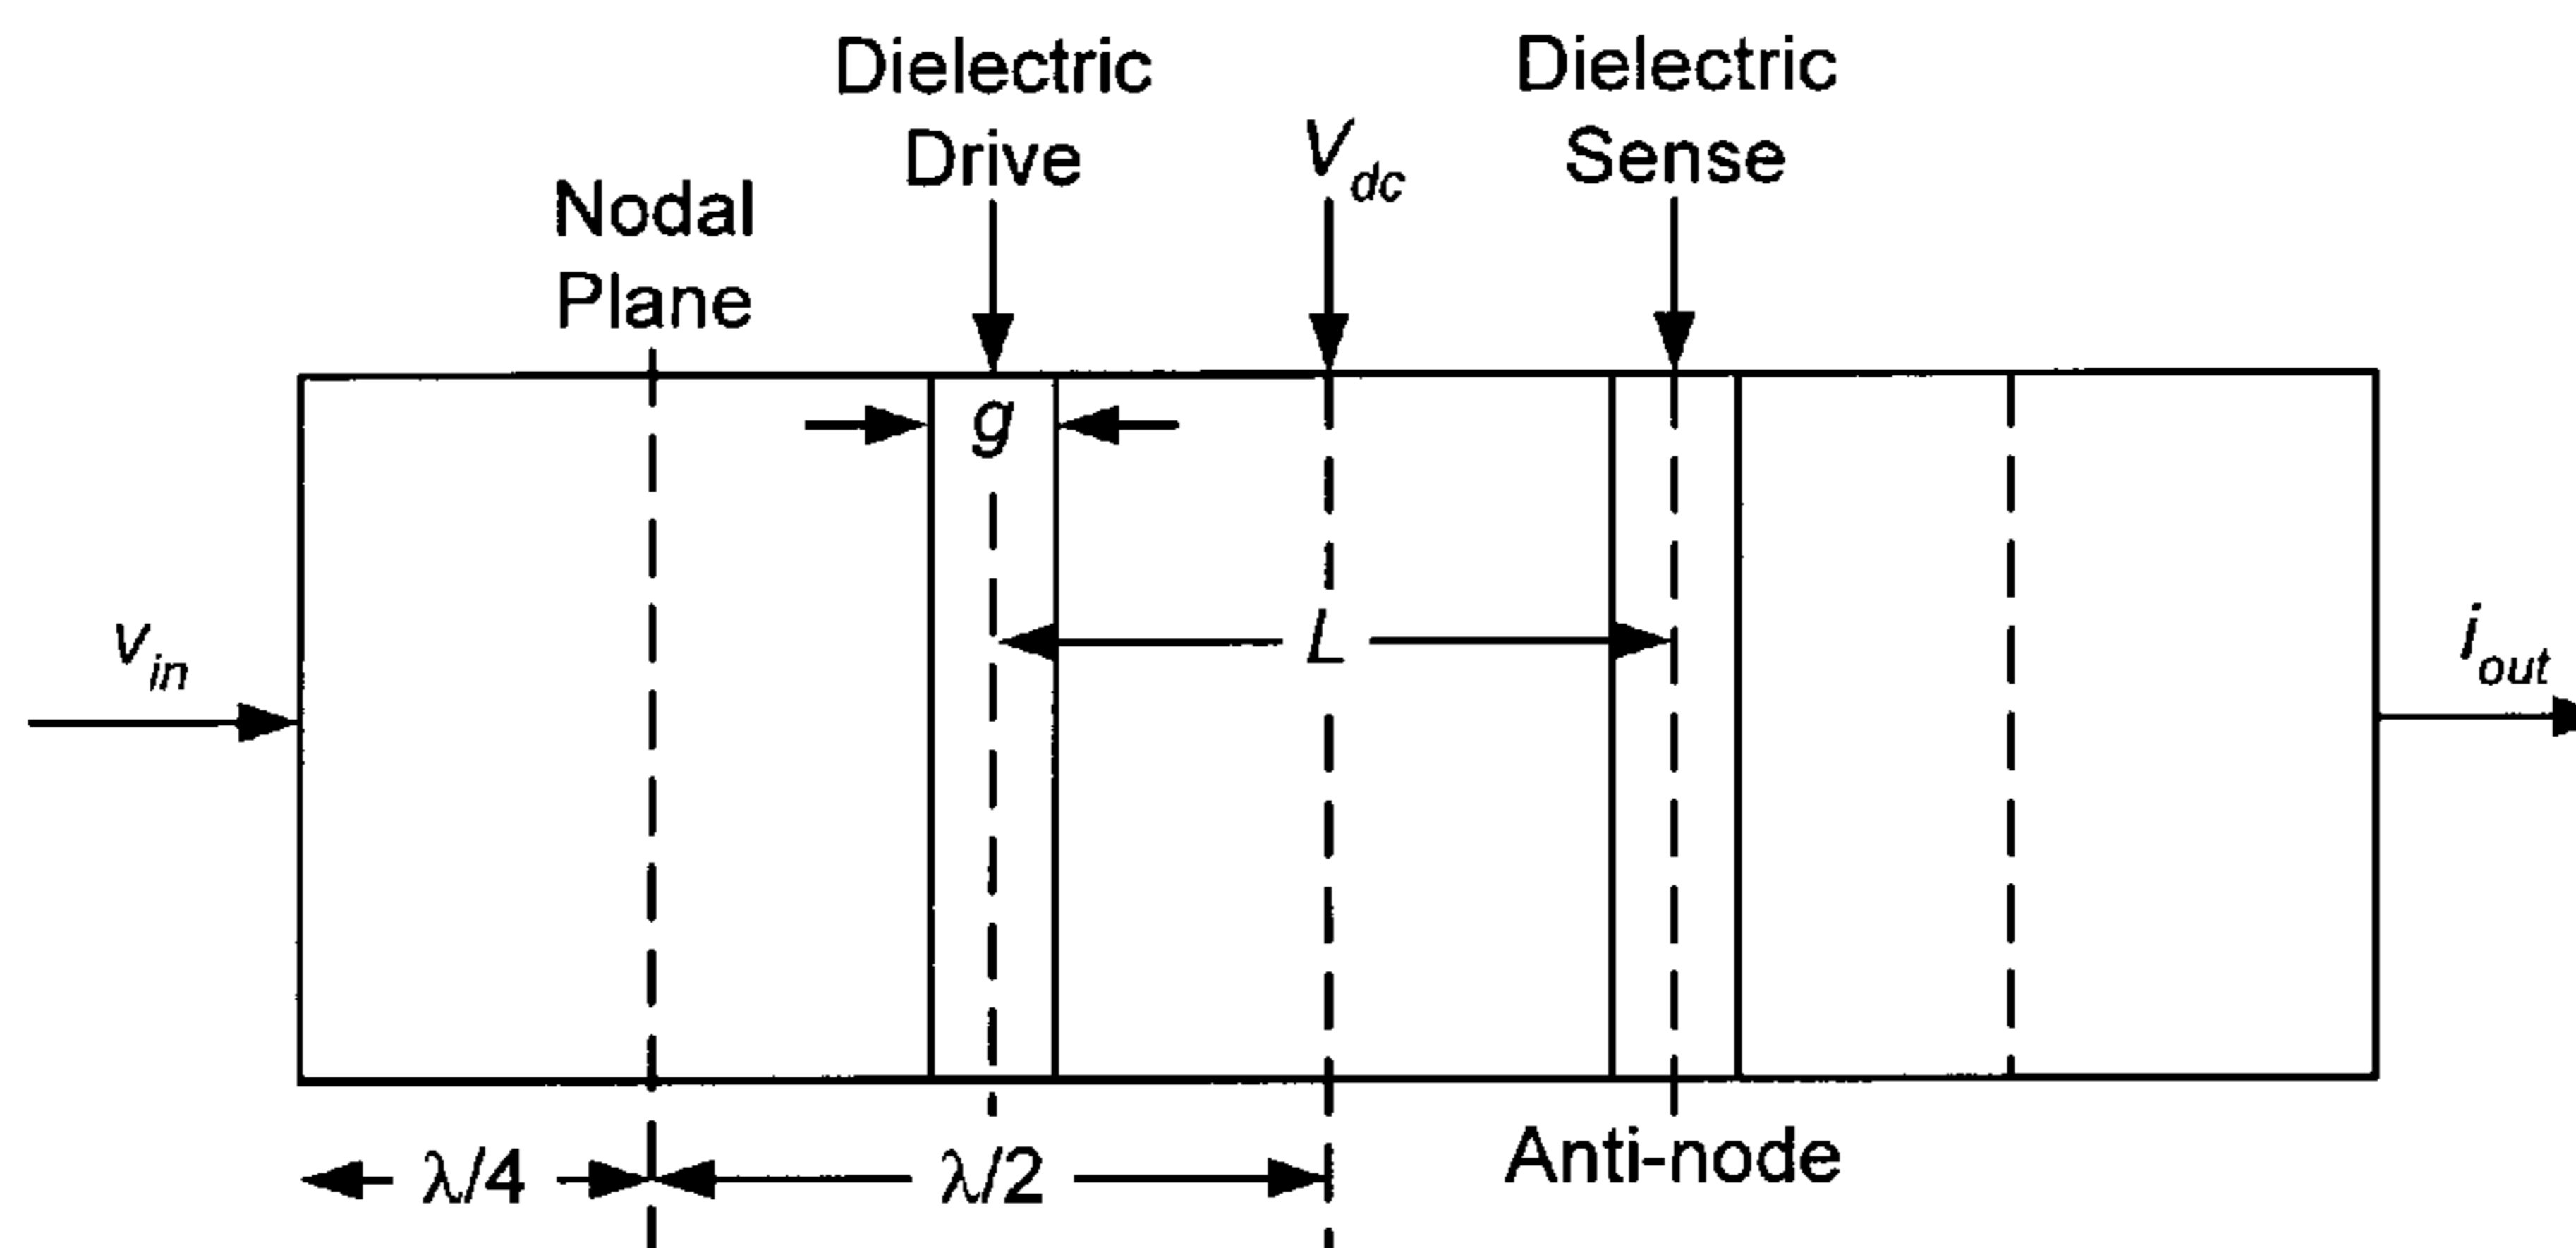 Dielectric
Drive
Dielectric
Sense
V_dc
Nodal
Plane
g
L
v_in
i_out
λ/4
λ/2
Anti-node